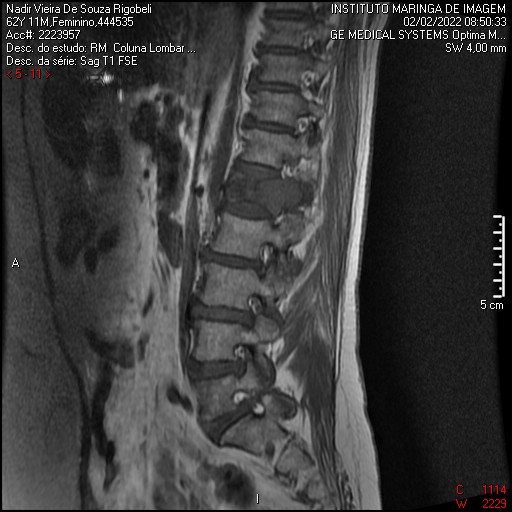 Nadir Vieira De Souza Rigobeli
62Y 11M,Feminino,444535
Acc#: 2223957
Desc. do estudo: RM Coluna Lombar ...
Desc. da série: Sag T1 FSE
< 5 - 11 >
INSTITUTO MARINGA DE IMAGEM
02/02/2022 08:50:33
GE MEDICAL SYSTEMS Optima M...
SW 4,00 mm
A
5 cm
I
C 1114
W 2229